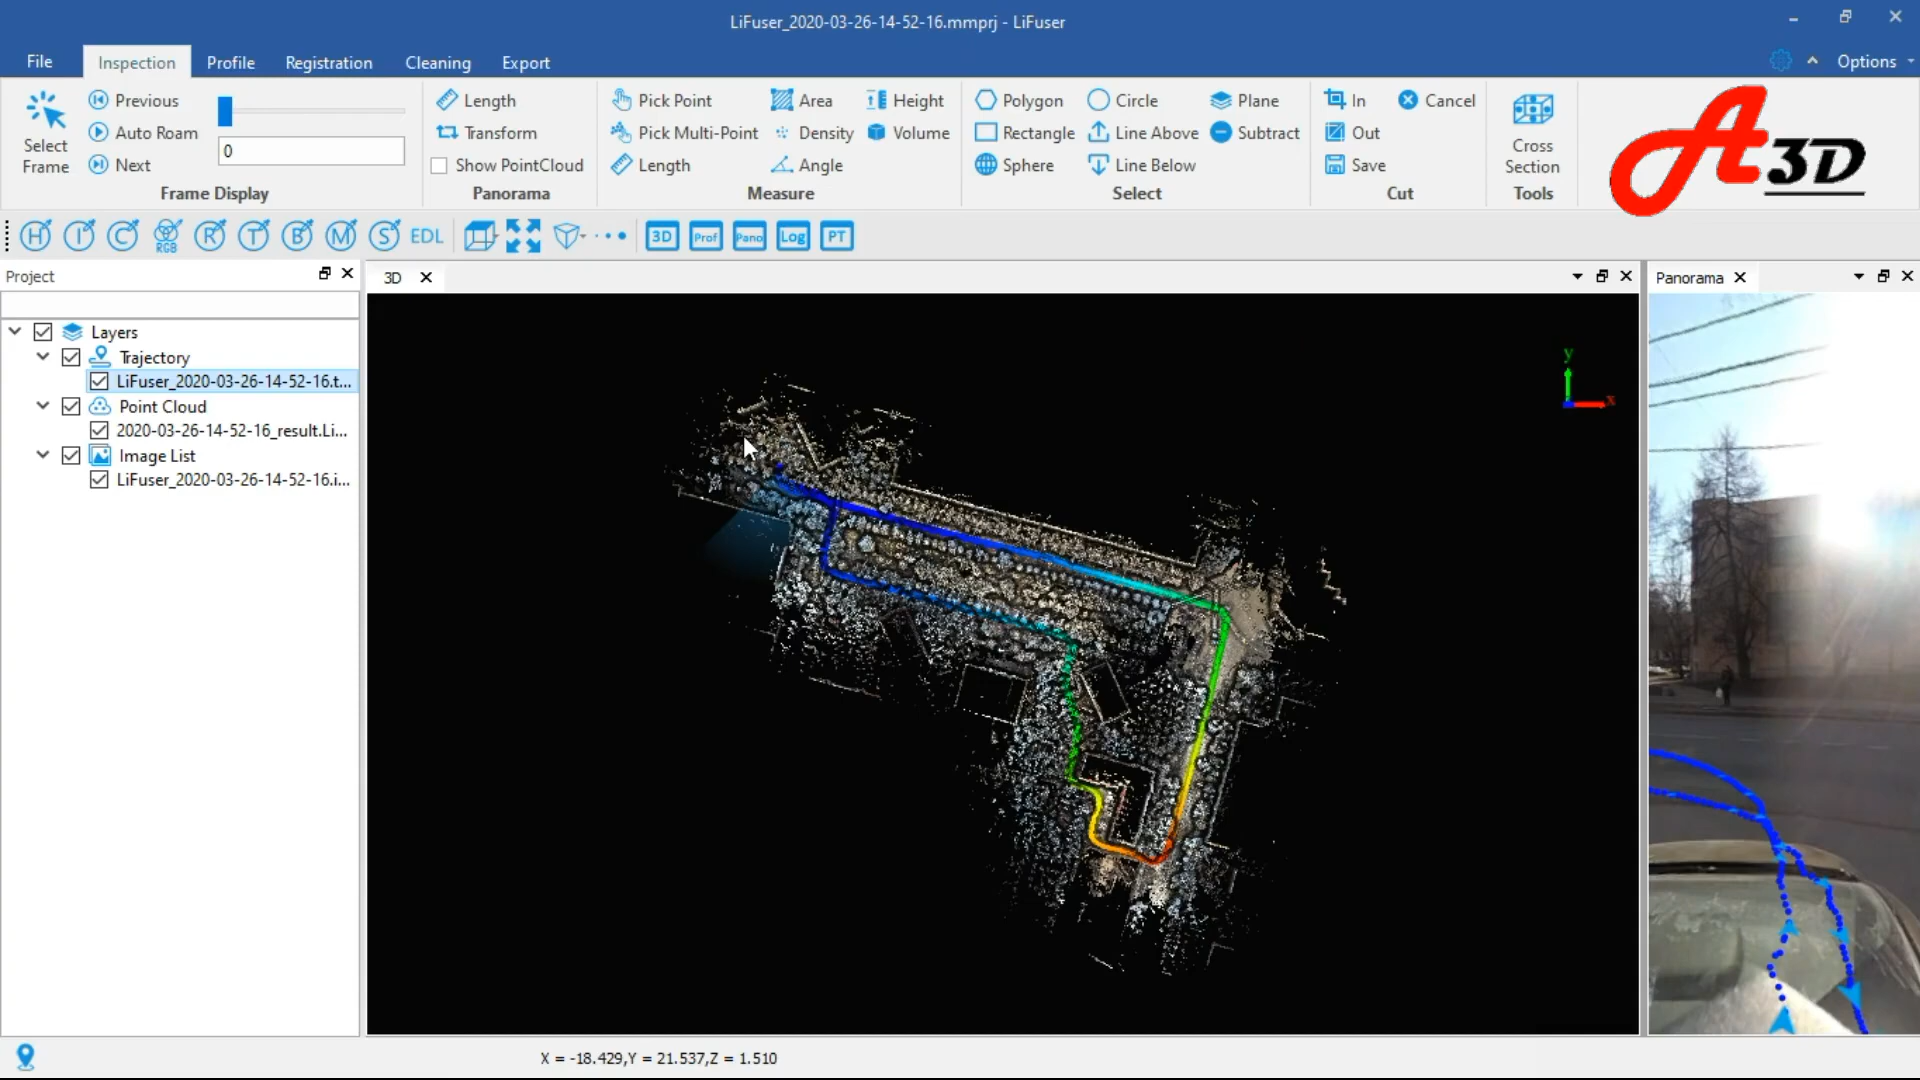 LiFuser_2020-03-26-14-52-16.mmprj - LiFuser
File Inspection Profile Registration Cleaning Export Options
Select Frame
Previous
Auto Roam
Next
0
Frame Display
Length
Transform
Show PointCloud
Panorama
Pick Point Area Height
Pick Multi-Point Density Volume
Length Angle
Measure
Polygon Circle Plane
Rectangle Line Above Subtract
Sphere Line Below
Select
In Cancel
Out
Save
Cut
Cross
Section
Tools
A3D
H I C RGB R T B M S EDL 3D Prof Pano Log PT
Project
3D
Panorama
Layers
Trajectory
LiFuser_2020-03-26-14-52-16.t...
Point Cloud
2020-03-26-14-52-16_result.Li...
Image List
LiFuser_2020-03-26-14-52-16.i...
y
x
X = -18.429,Y = 21.537,Z = 1.510